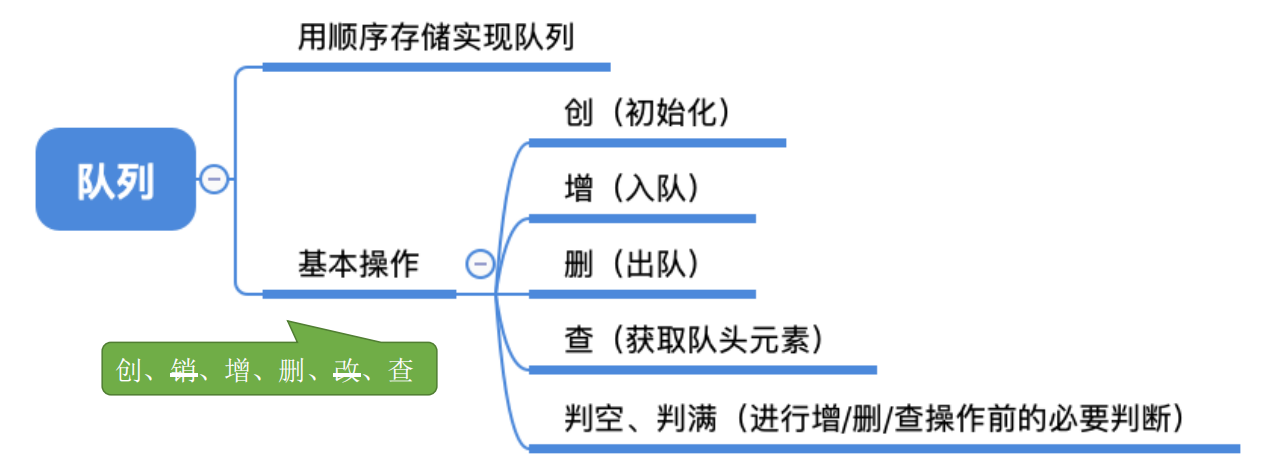 队列
用顺序存储实现队列
基本操作
创（初始化）
增（入队）
删（出队）
查（获取队头元素）
判空、判满（进行增/删/查操作前的必要判断）
创、销、增、删、改、查